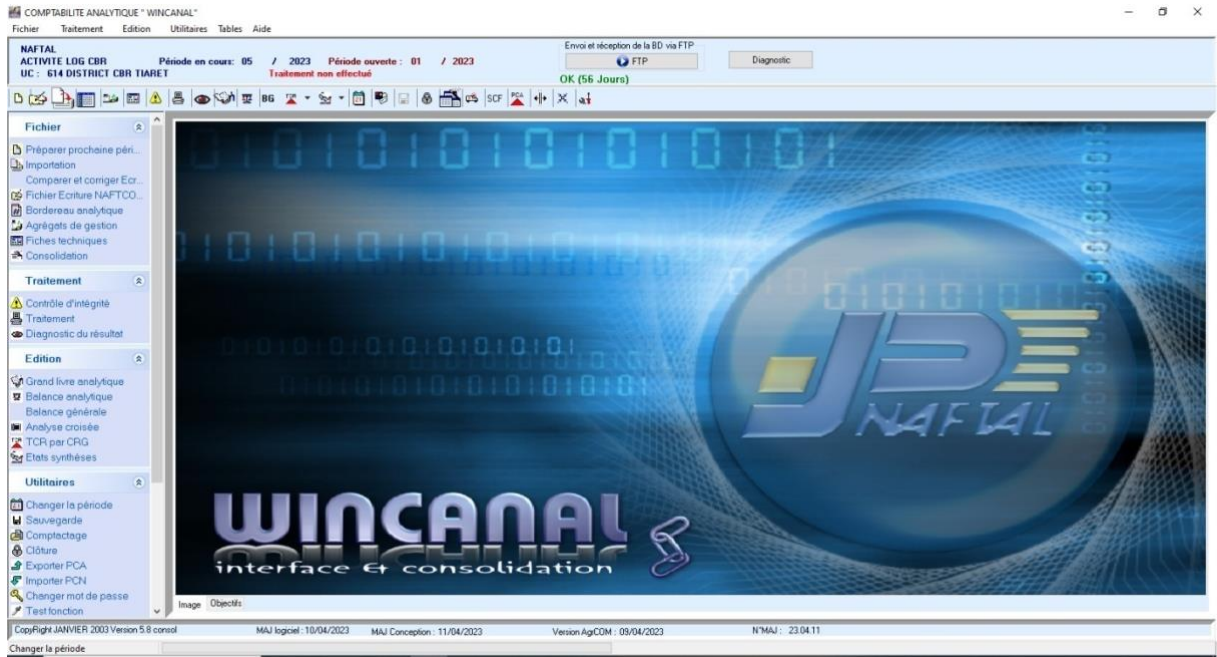 COMPTABILITE ANALYTIQUE " WINCANAL"
Fichier Traitement Edition Utilitaires Tables Aide
NAFTAL
ACTIVITE LOG CBR Période en cours: 05 / 2023 Période ouverte : 01 / 2023
UC : 614 DISTRICT CBR TIARET Traitement non effectué
Envoi et réception de la BD via FTP
FTP
OK (56 Jours)
Diagnostic
BG SCF PCA
Fichier
Préparer prochaine péri...
Importation
Comparer et corriger Ecr...
Fichier Ecriture NAFTCO...
Bordereau analytique
Agrégats de gestion
Fiches techniques
Consolidation
Traitement
Contrôle d'intégrité
Traitement
Diagnostic du résultat
Edition
Grand livre analytique
Balance analytique
Balance générale
Analyse croisée
TCR par CRG
Etats synthèses
Utilitaires
Changer la période
Sauvegarde
Comptactage
Clôture
Exporter PCA
Importer PCN
Changer mot de passe
Test fonction
NAFTAL
WINCANAL
interface et consolidation
Image Objectifs
CopyRight JANVIER 2003 Version 5.8 consol MAJ logiciel : 10/04/2023 MAJ Conception : 11/04/2023 Version AgriCOM : 09/04/2023 N°MAJ : 23.04.11
Changer la période